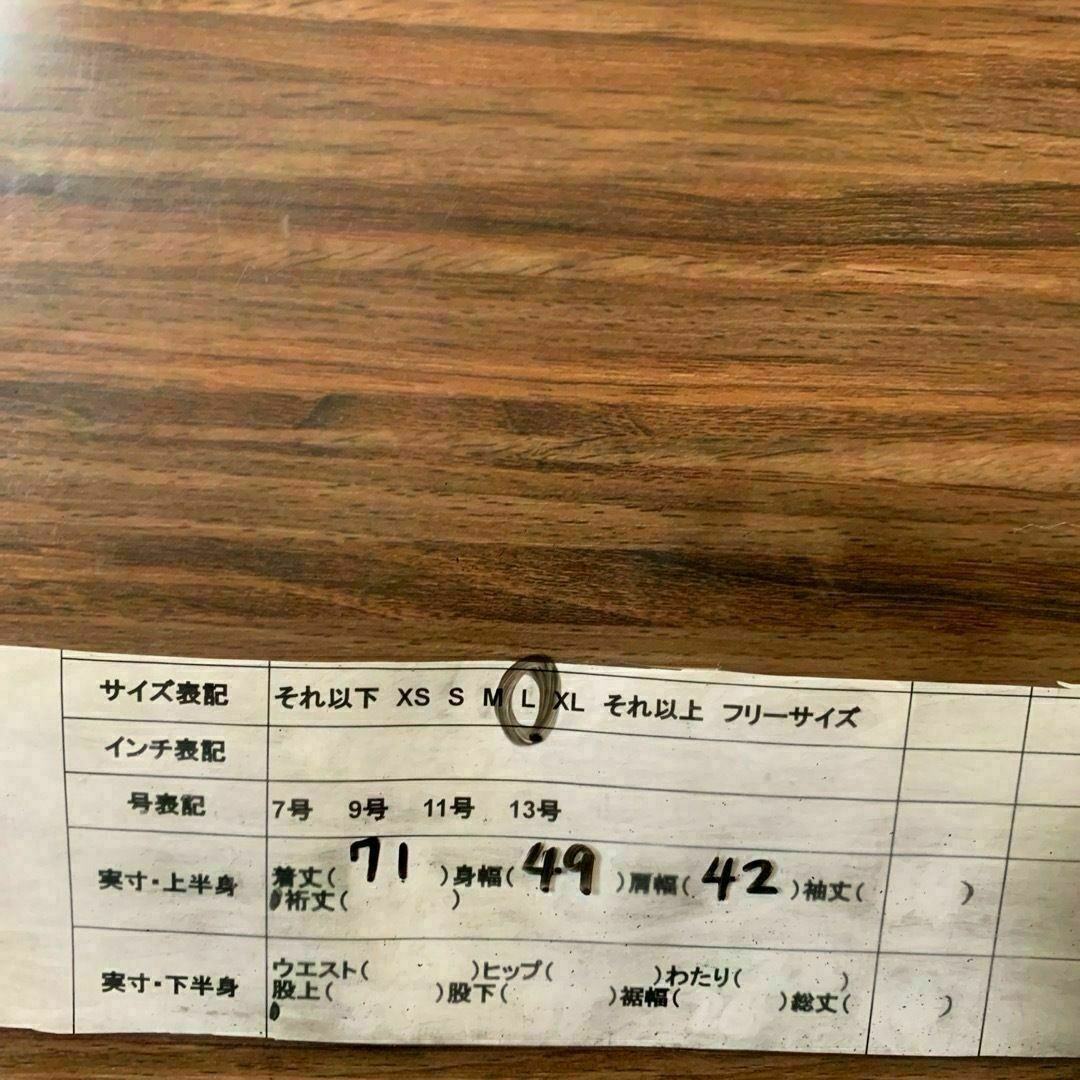 サイズ表記 それ以下 XS S M L XL それ以上 フリーサイズ
インチ表記
号表記 7号 9号 11号 13号
実寸・上半身 着丈( 71 )身幅( 49 )肩幅( 42 )袖丈( )
裄丈( )
実寸・下半身 ウエスト( )ヒップ( )わたり( )
股上( )股下( )裾幅( )総丈( )